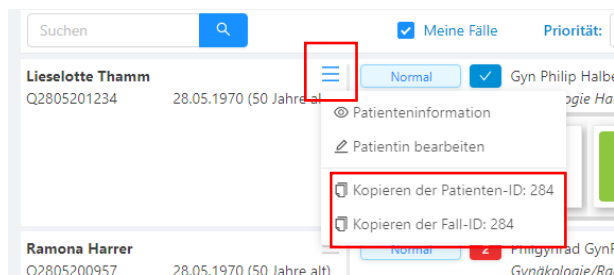 Suchen
Meine Fälle
Priorität:
Lieselotte Thamm
Normal
Gyn Philip Halbe
Q2805201234
28.05.1970 (50 Jahre alt
Patienteninformation
Patientin bearbeiten
Kopieren der Patienten-ID: 284
Kopieren der Fall-ID: 284
Ramona Harrer
Normal
2
Q2805200957
28.05.1970 (50 Jahre alt)